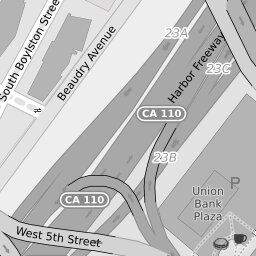 South Boylston Street
Beaudry Avenue
23A
Harbor Freeway
23C
CA 110
23B
Union
Bank
Plaza
P
CA 110
West 5th Street